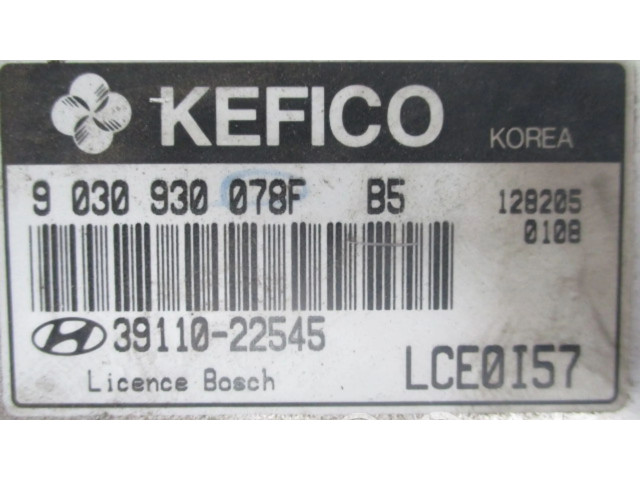 KEFICO KOREA
9 030 930 078F B5 128205
0108
39110-22545
Licence Bosch LCE0I57